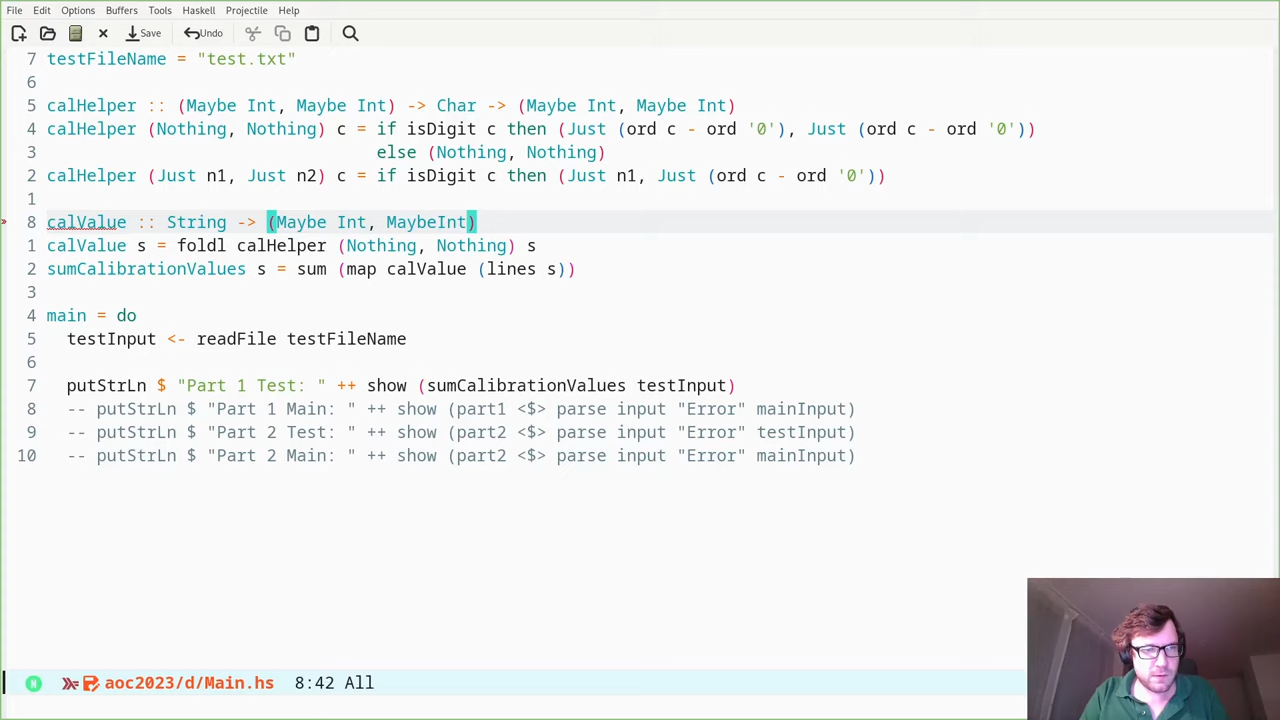 File Edit Options Buffers Tools Haskell Projectile Help
Save Undo
7 testFileName = "test.txt"
6
5 calHelper :: (Maybe Int, Maybe Int) -> Char -> (Maybe Int, Maybe Int)
4 calHelper (Nothing, Nothing) c = if isDigit c then (Just (ord c - ord '0'), Just (ord c - ord '0'))
3 else (Nothing, Nothing)
2 calHelper (Just n1, Just n2) c = if isDigit c then (Just n1, Just (ord c - ord '0'))
1
» 8 calValue :: String -> (Maybe Int, MaybeInt)
1 calValue s = foldl calHelper (Nothing, Nothing) s
2 sumCalibrationValues s = sum (map calValue (lines s))
3
4 main = do
5 testInput <- readFile testFileName
6
7 putStrLn $ "Part 1 Test: " ++ show (sumCalibrationValues testInput)
8 -- putStrLn $ "Part 1 Main: " ++ show (part1 <$> parse input "Error" mainInput)
9 -- putStrLn $ "Part 2 Test: " ++ show (part2 <$> parse input "Error" testInput)
10 -- putStrLn $ "Part 2 Main: " ++ show (part2 <$> parse input "Error" mainInput)
N aoc2023/d/Main.hs 8:42 All